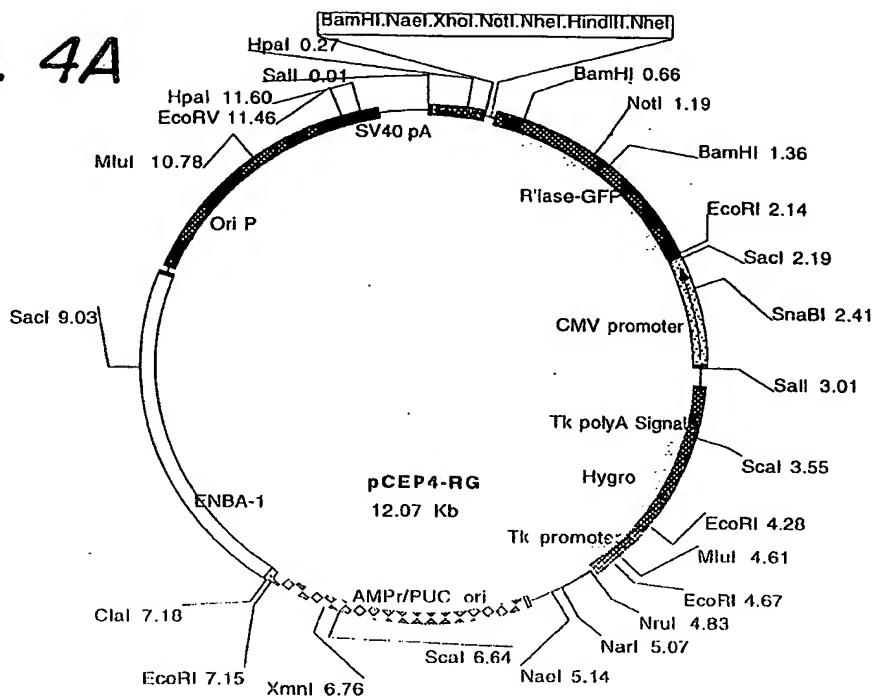 . 4A
BamHI.NaeI.XhoI.NotI.NheI.HindIII.NheI
HpaI 0.27
SalI 0.01
HpaI 11.60
EcoRV 11.46
MluI 10.78
SV40 pA
Ori P
BamHI 0.66
NotI 1.19
BamHI 1.36
R'lase-GFP
EcoRI 2.14
SacI 2.19
SnaBI 2.41
CMV promoter
SacI 9.03
SalI 3.01
Tk polyA Signal
ScaI 3.55
Hygro
pCEP4-RG
12.07 Kb
ENBA-1
Tk promoter
EcoRI 4.28
MluI 4.61
EcoRI 4.67
NruI 4.83
NarI 5.07
NaeI 5.14
AMPr/PUC ori
ClaI 7.18
EcoRI 7.15
XmnI 6.76
ScaI 6.64